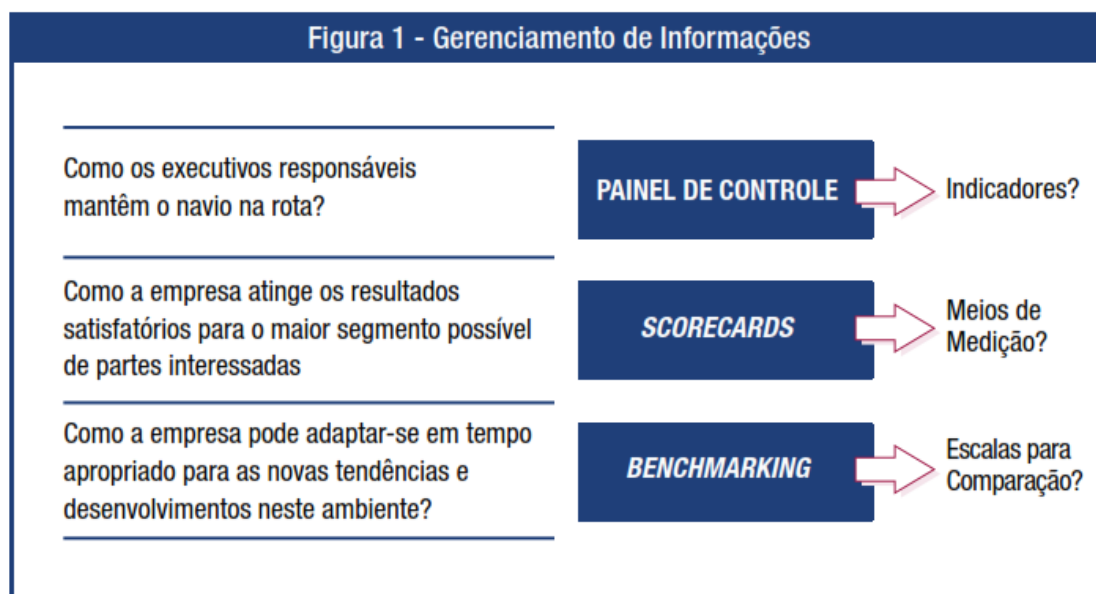 Figura 1 - Gerenciamento de Informações
Como os executivos responsáveis
mantêm o navio na rota?
PAINEL DE CONTROLE
Indicadores?
Como a empresa atinge os resultados
satisfatórios para o maior segmento possível
de partes interessadas
SCORECARDS
Meios de
Medição?
Como a empresa pode adaptar-se em tempo
apropriado para as novas tendências e
desenvolvimentos neste ambiente?
BENCHMARKING
Escalas para
Comparação?